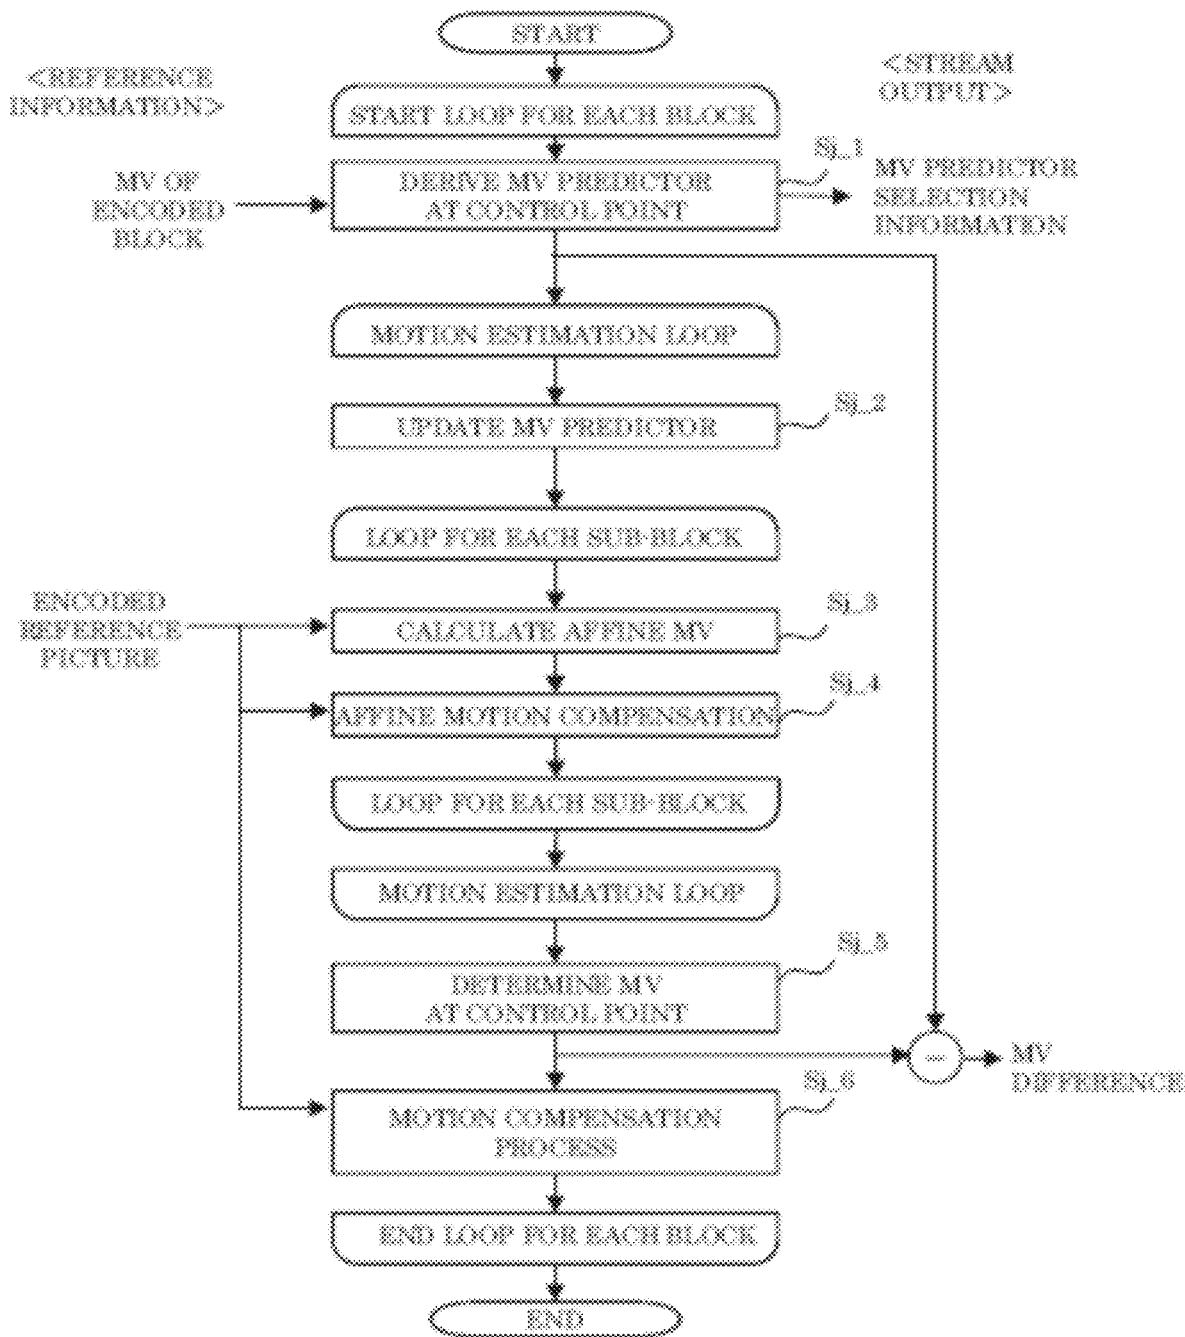 START
<REFERENCE
INFORMATION>
<STREAM
OUTPUT>
START LOOP FOR EACH BLOCK
Sj_1
MV OF
ENCODED
BLOCK
DERIVE MV PREDICTOR
AT CONTROL POINT
MV PREDICTOR
SELECTION
INFORMATION
MOTION ESTIMATION LOOP
Sj_2
UPDATE MV PREDICTOR
LOOP FOR EACH SUB-BLOCK
ENCODED
REFERENCE
PICTURE
Sj_3
CALCULATE AFFINE MV
Sj_4
AFFINE MOTION COMPENSATION
LOOP FOR EACH SUB-BLOCK
MOTION ESTIMATION LOOP
Sj_5
DETERMINE MV
AT CONTROL POINT
−
MV
DIFFERENCE
Sj_6
MOTION COMPENSATION
PROCESS
END LOOP FOR EACH BLOCK
END